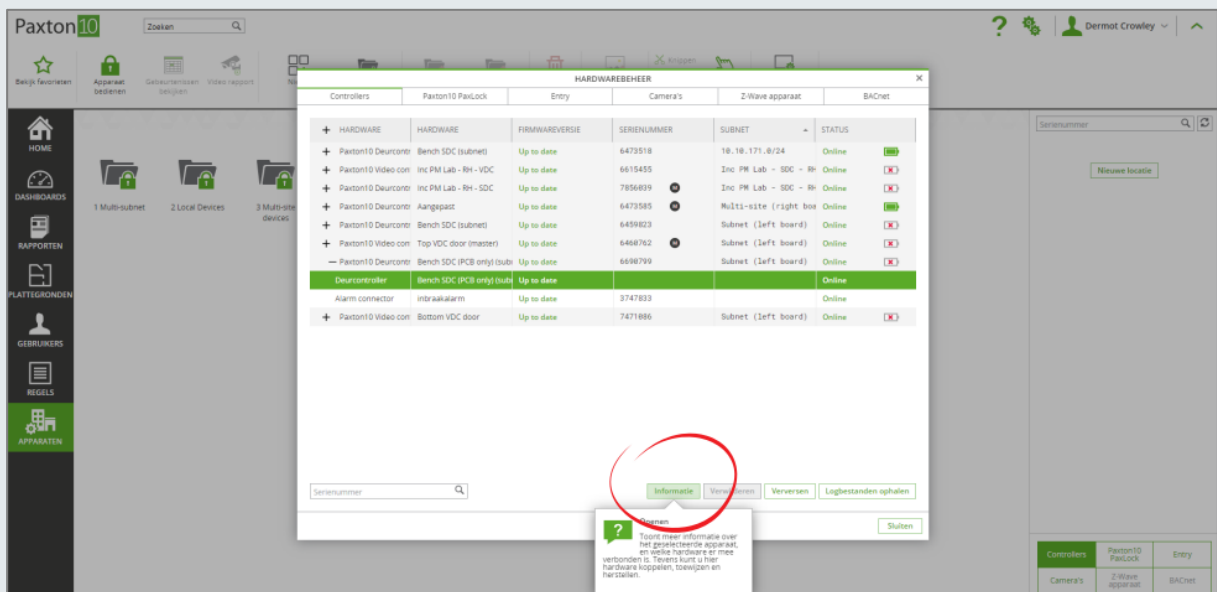 Paxton10
Zoeken
Dermot Crowley
Bekijk favorieten
Apparaat bedienen
Gebeurtenissen bekijken
Video rapport
Knippen
HARDWAREBEHEER
Controllers Paxton10 PaxLock Entry Camera's Z-Wave apparaat BACnet
HARDWARE HARDWARE FIRMWAREVERSIE SERIENUMMER SUBNET STATUS
Paxton10 Deurcontr Bench SDC (subnet) Up to date 6473518 10.10.171.0/24 Online
Paxton10 Video con Inc PM Lab - RH - VDC Up to date 6615455 Inc PM Lab - SDC - RH Online
Paxton10 Deurcontr Inc PM Lab - RH - SDC Up to date 7856039 Inc PM Lab - SDC - RH Online
Paxton10 Deurcontr Aangepast Up to date 6473585 Multi-site (right boa Online
Paxton10 Deurcontr Bench SDC (subnet) Up to date 6459823 Subnet (left board) Online
Paxton10 Video con Top VDC door (master) Up to date 6460762 Subnet (left board) Online
Paxton10 Deurcontr Bench SDC (PCB only) (sub Up to date 6698799 Subnet (left board) Online
Deurcontroller Bench SDC (PCB only) (sub Up to date Online
Alarm connector inbraakalarm Up to date 3747833 Online
Paxton10 Video con Bottom VDC door Up to date 7471086 Subnet (left board) Online
Serienummer
Informatie Verwijderen Verversen Logbestanden ophalen
Openen
Toont meer informatie over
het geselecteerde apparaat,
en welke hardware er mee
verbonden is. Tevens kunt u hier
hardware koppelen, toewijzen en
herstellen.
Sluiten
HOME
DASHBOARDS
RAPPORTEN
PLATTEGRONDEN
GEBRUIKERS
REGELS
APPARATEN
1 Multi-subnet
2 Local Devices
3 Multi-site
devices
Serienummer
Nieuwe locatie
Controllers Paxton10 PaxLock Entry
Camera's Z-Wave apparaat BACnet